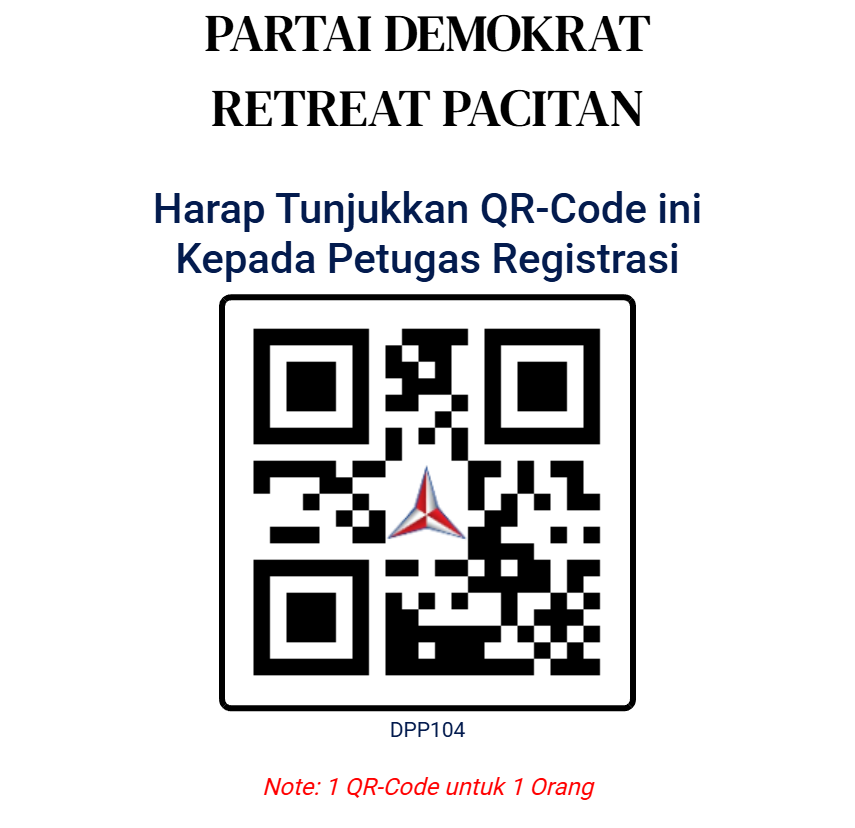 PARTAI DEMOKRAT
RETREAT PACITAN
Harap Tunjukkan QR-Code ini
Kepada Petugas Registrasi
DPP104
Note: 1 QR-Code untuk 1 Orang